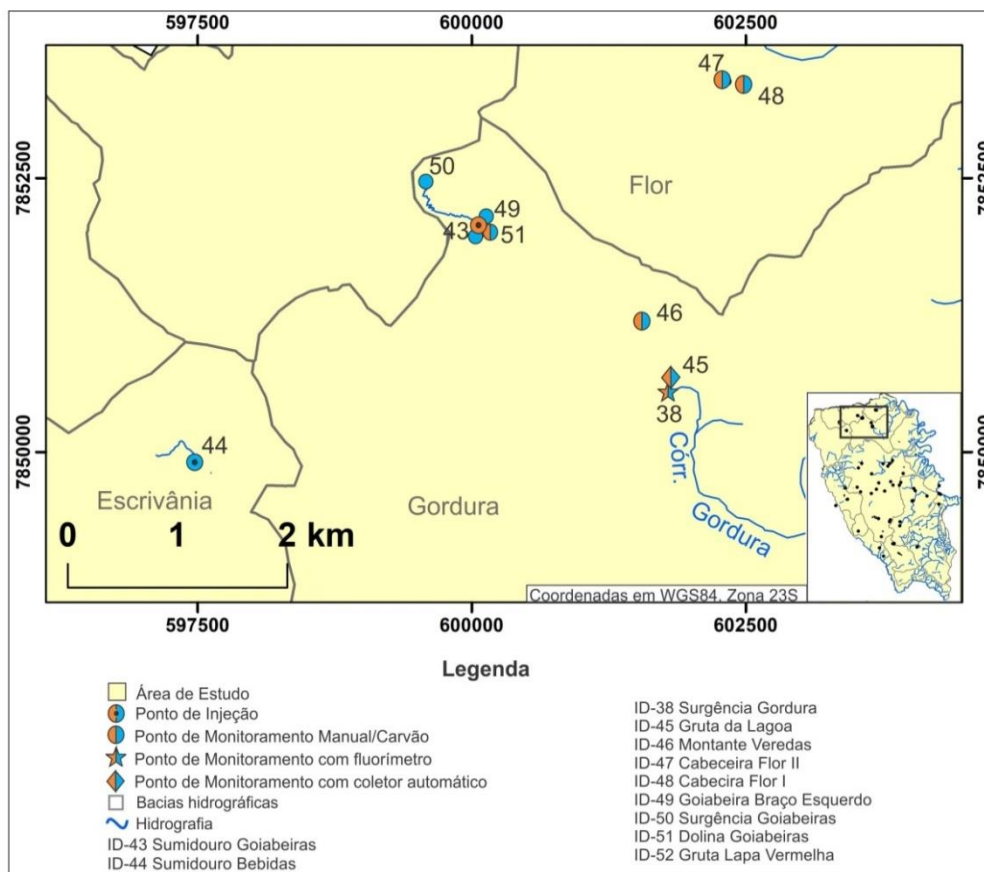 597500
600000
602500
47
48
50
7852500
7852500
Flor
49
43
51
46
45
38
44
7850000
7850000
Córr.
Escrivânia
Gordura
Gordura
0
1
2 km
Coordenadas em WGS84. Zona 23S
597500
600000
602500
Legenda
Área de Estudo
Ponto de Injeção
Ponto de Monitoramento Manual/Carvão
Ponto de Monitoramento com fluorímetro
Ponto de Monitoramento com coletor automático
Bacias hidrográficas
Hidrografia
ID-43 Sumidouro Goiabeiras
ID-44 Sumidouro Bebidas
ID-38 Surgência Gordura
ID-45 Gruta da Lagoa
ID-46 Montante Veredas
ID-47 Cabeceira Flor II
ID-48 Cabecira Flor I
ID-49 Goiabeira Braço Esquerdo
ID-50 Surgência Goiabeiras
ID-51 Dolina Goiabeiras
ID-52 Gruta Lapa Vermelha